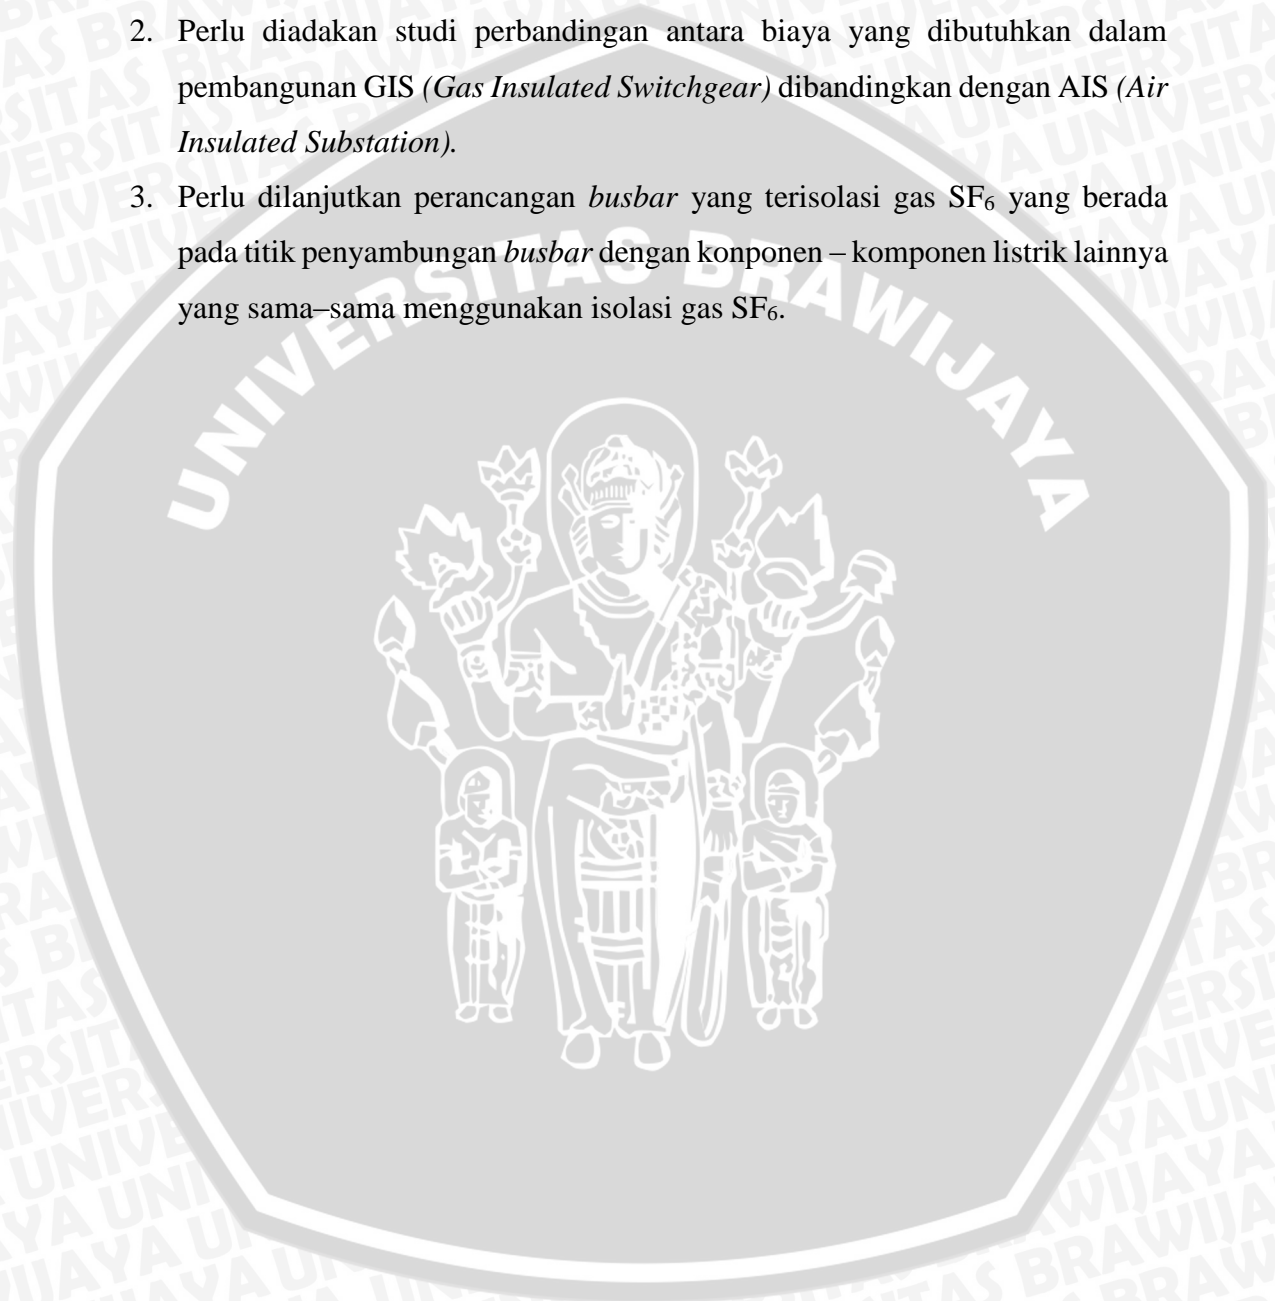 2. Perlu diadakan studi perbandingan antara biaya yang dibutuhkan dalam
pembangunan GIS (Gas Insulated Switchgear) dibandingkan dengan AIS (Air
Insulated Substation).
3. Perlu dilanjutkan perancangan busbar yang terisolasi gas SF₆ yang berada
pada titik penyambungan busbar dengan konponen – komponen listrik lainnya
yang sama–sama menggunakan isolasi gas SF₆.
UNIVERSITAS BRAWIJAYA